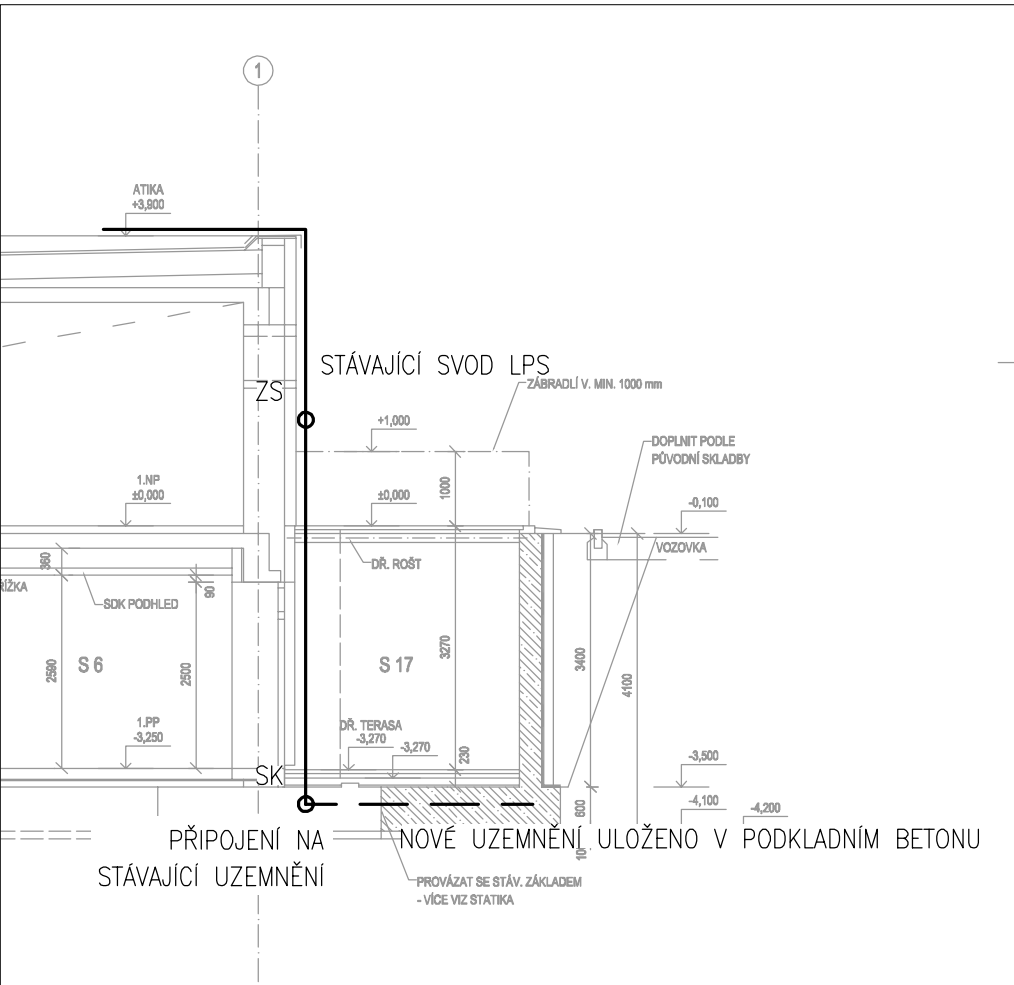 1
ATIKA
+3,900
STÁVAJÍCÍ SVOD LPS
ZS
ZÁBRADLÍ V. MIN. 1000 mm
+1,000
DOPLNIT PODLE
PŮVODNÍ SKLADBY
1.NP
±0,000
±0,000
1000
-0,100
VOZOVKA
360
DŘ. ROŠT
90
SDK PODHLED
2590
S 6
2500
S 17
3270
3400
4100
1.PP
-3,250
DŘ. TERASA
-3,270
-3,270
230
-3,500
SK
600
-4,100
-4,200
PŘIPOJENÍ NA
STÁVAJÍCÍ UZEMNĚNÍ
NOVÉ UZEMNĚNÍ ULOŽENO V PODKLADNÍM BETONU
PROVÁZAT SE STÁV. ZÁKLADEM
- VÍCE VIZ STATIKA